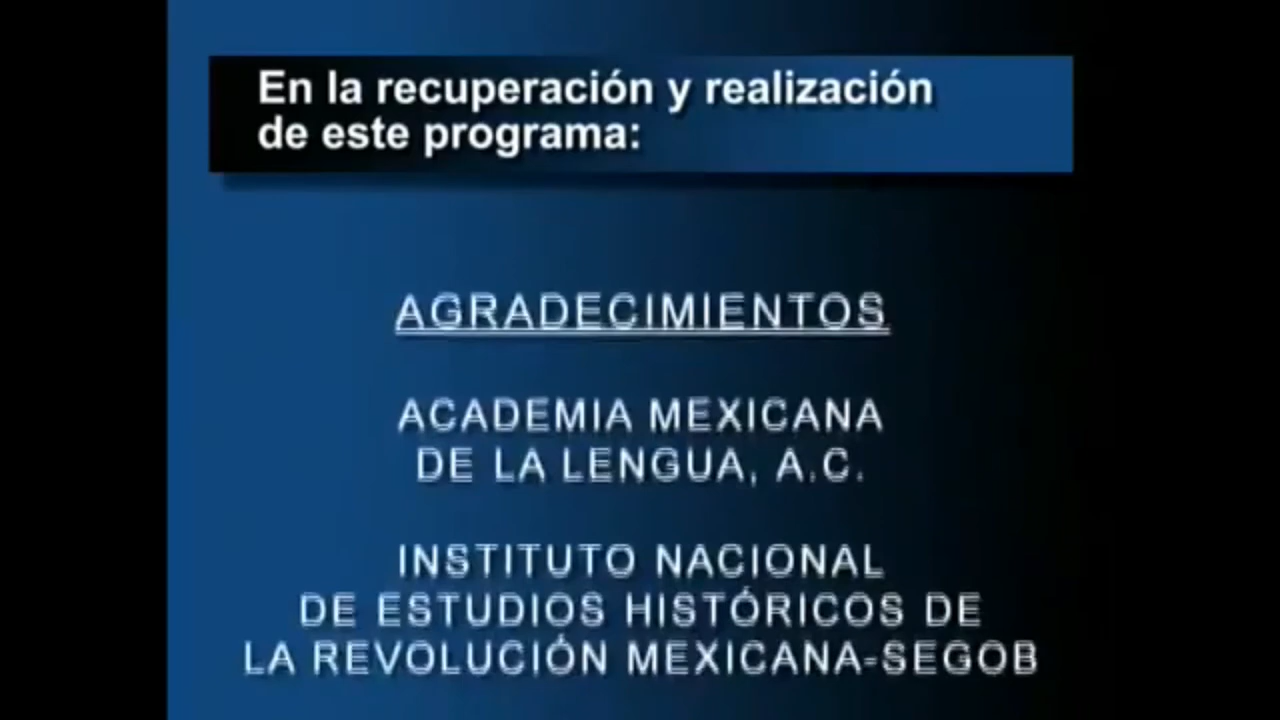 En la recuperación y realización
de este programa:
AGRADECIMIENTOS
ACADEMIA MEXICANA
DE LA LENGUA, A.C.
INSTITUTO NACIONAL
DE ESTUDIOS HISTÓRICOS DE
LA REVOLUCIÓN MEXICANA-SEGOB